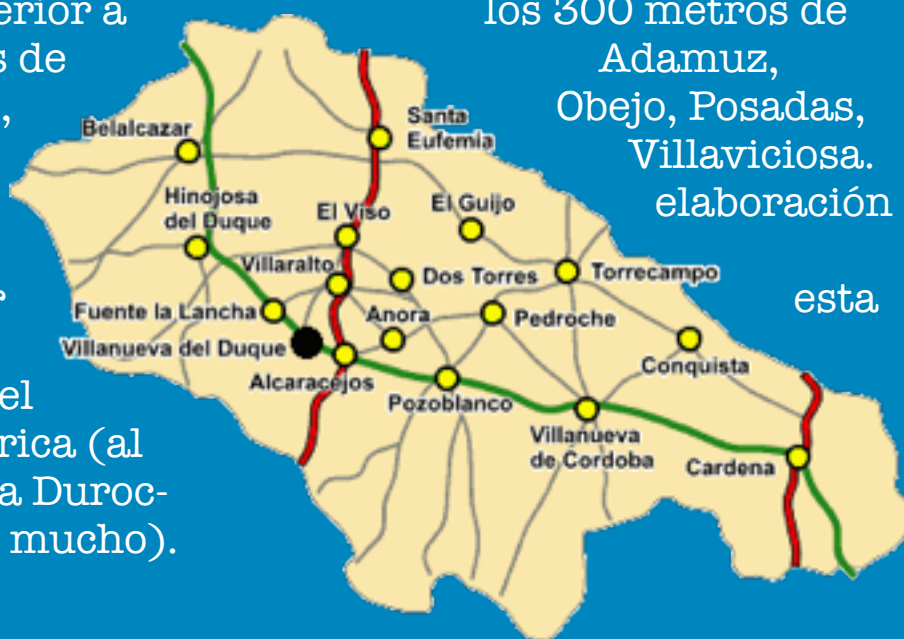 erior a los 300 metros de
s de Adamuz,
, Obejo, Posadas,
Villaviciosa.
elaboración
esta
el
rica (al
a Duroc-
mucho).
Belalcazar
Santa
Eufemia
Hinojosa
del Duque
El Viso
El Guijo
Villaralto
Dos Torres
Torrecampo
Fuente la Lancha
Anora
Pedroche
Villanueva del Duque
Conquista
Alcaracejos
Pozoblanco
Villanueva
de Cordoba
Cardena